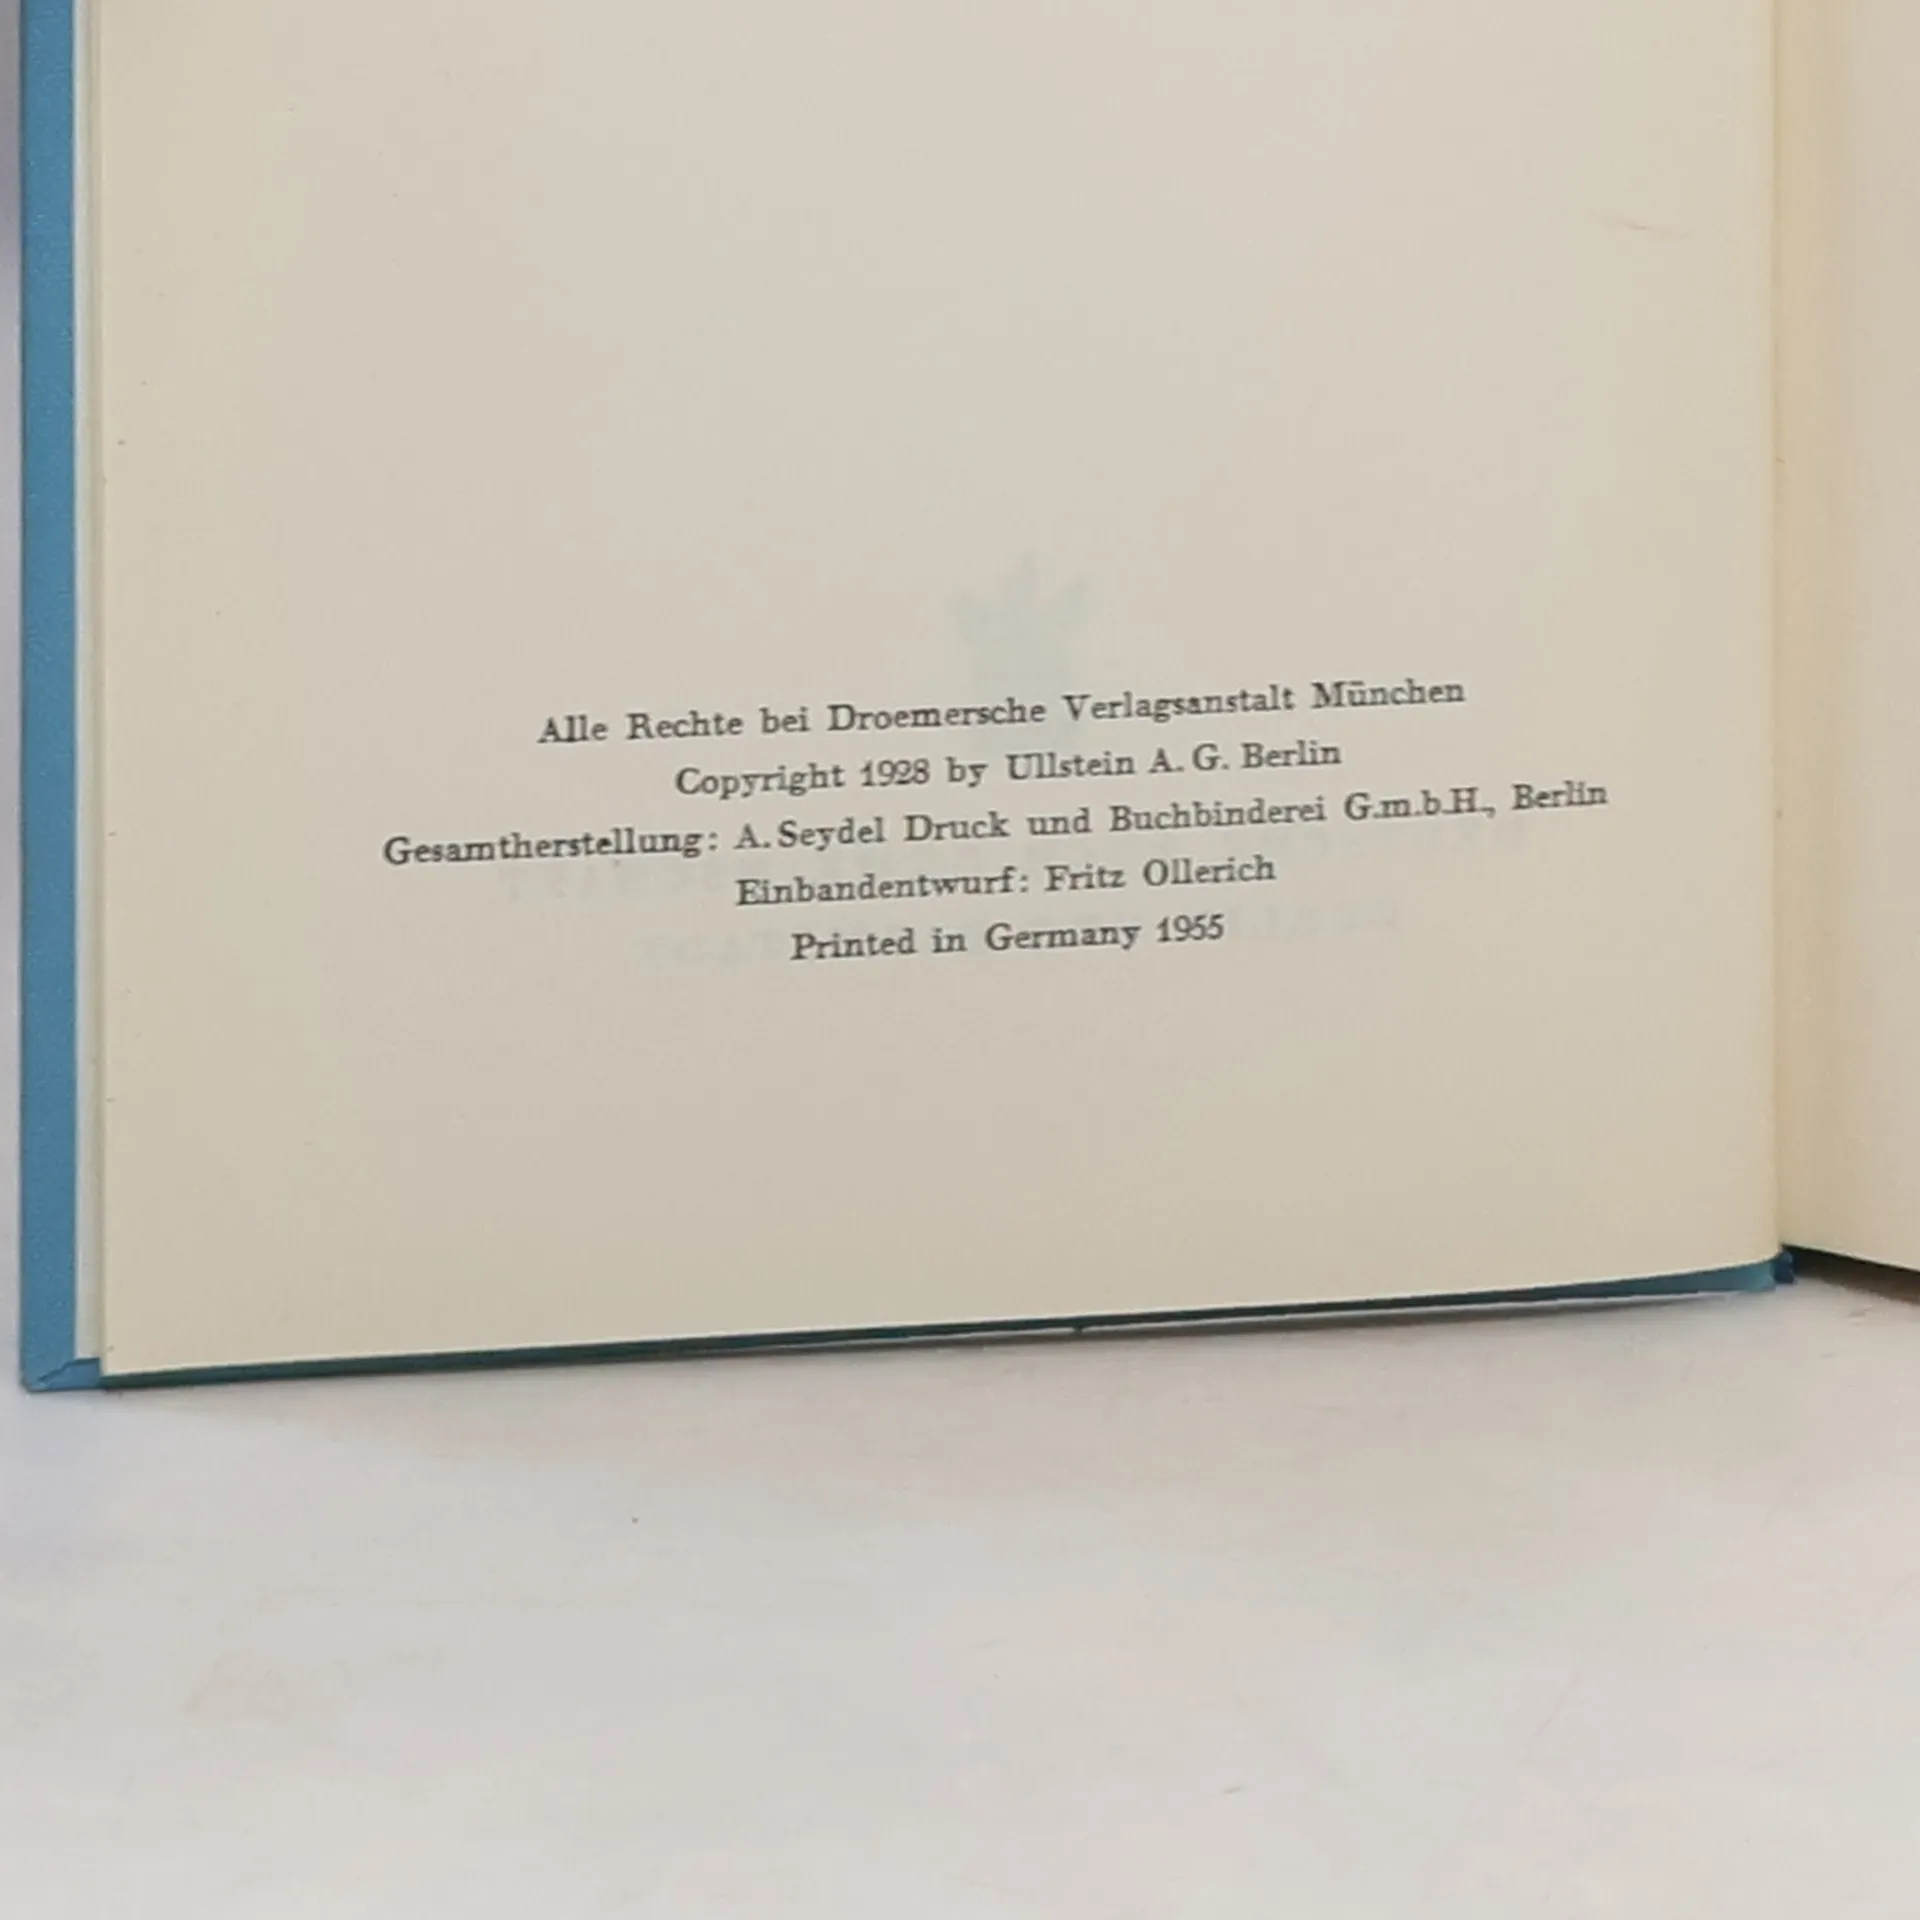 Alle Rechte bei Droemersche Verlagsanstalt München
Copyright 1928 by Ullstein A. G. Berlin
Gesamtherstellung: A. Seydel Druck und Buchbinderei G.m.b.H., Berlin
Einbandentwurf: Fritz Ollerich
Printed in Germany 1955